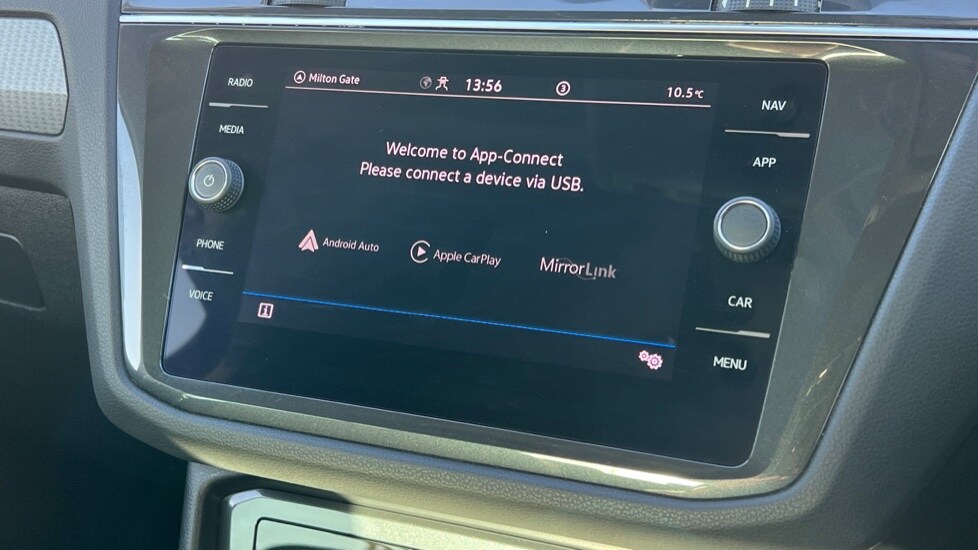 RADIO
MEDIA
PHONE
VOICE
Milton Gate 13:56 3 10.5°C
Welcome to App-Connect
Please connect a device via USB.
Android Auto Apple CarPlay MirrorLink
i
NAV
APP
CAR
MENU